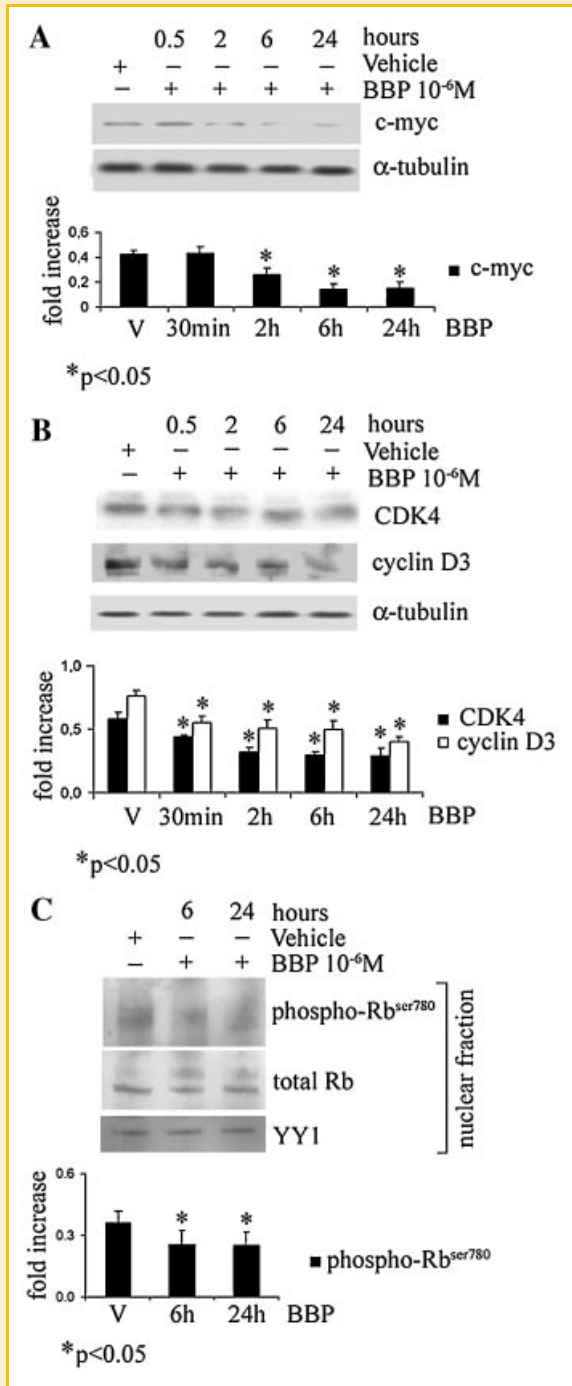 A
0.5 2 6 24 hours
+ – – – – Vehicle
– + + + + BBP 10⁻⁶M
c-myc
α-tubulin
fold increase
0,6
0,4
0,2
0
■ c-myc
* * *
V 30min 2h 6h 24h BBP
*p<0.05
B
0.5 2 6 24 hours
+ – – – – Vehicle
– + + + + BBP 10⁻⁶M
CDK4
cyclin D3
α-tubulin
fold increase
1,0
0,5
0,0
* * * * * * * *
■ CDK4
□ cyclin D3
V 30min 2h 6h 24h BBP
*p<0.05
C
6 24 hours
+ – – Vehicle
– + + BBP 10⁻⁶M
phospho-Rbˢᵉʳ⁷⁸⁰
total Rb
YY1
nuclear fraction
fold increase
0.6
0.3
0.0
* *
■ phospho-Rbˢᵉʳ⁷⁸⁰
V 6h 24h BBP
*p<0.05